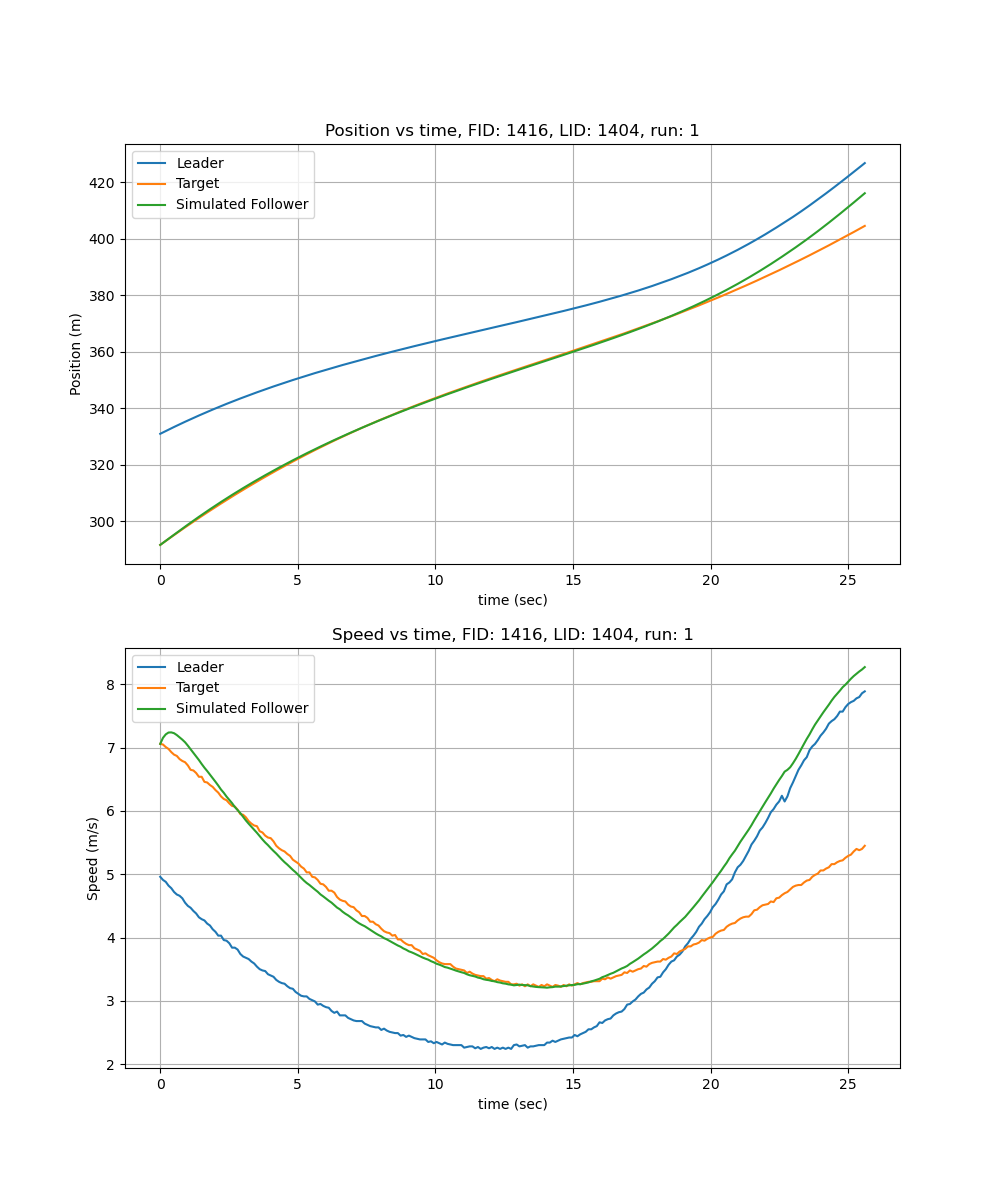 Position vs time, FID: 1416, LID: 1404, run: 1
Leader
Target
Simulated Follower
420
400
380
360
340
320
300
Position (m)
0 5 10 15 20 25
time (sec)
Speed vs time, FID: 1416, LID: 1404, run: 1
Leader
Target
Simulated Follower
8
7
6
5
4
3
2
Speed (m/s)
0 5 10 15 20 25
time (sec)